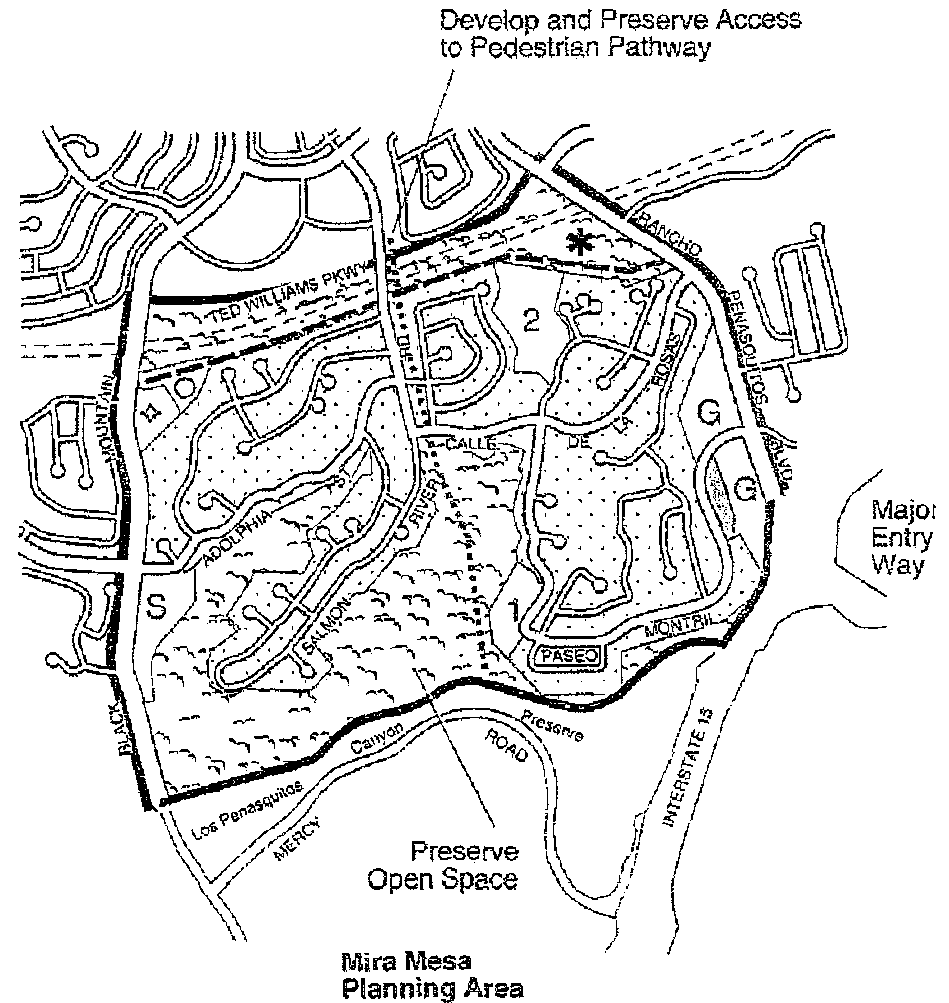 Develop and Preserve Access
to Pedestrian Pathway
RANCHO
PENASQUITOS
BLVD.
TED WILLIAMS PKWY
2
MOUNTAIN
ROSAS
LA
DE
CALLE
G
G
Major
Entry
Way
ADOLPHIA
RIVER
SALMON
S
1
MONTRIL
PASEO
BLACK
Canyon
Preserve
ROAD
INTERSTATE 15
Los Penasquitos
MERCY
Preserve
Open Space
Mira Mesa
Planning Area